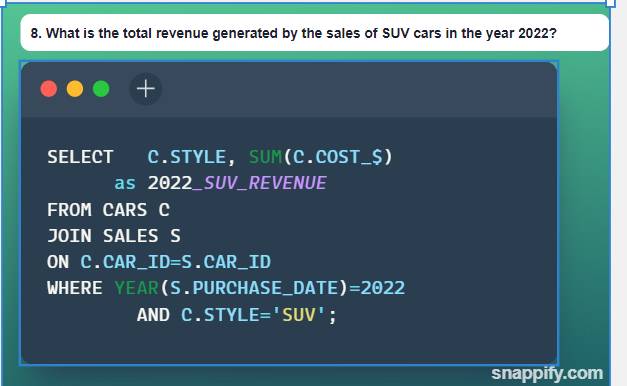 8. What is the total revenue generated by the sales of SUV cars in the year 2022?
SELECT   C.STYLE, SUM(C.COST_$)
      as 2022_SUV_REVENUE
FROM CARS C
JOIN SALES S
ON C.CAR_ID=S.CAR_ID
WHERE YEAR(S.PURCHASE_DATE)=2022
        AND C.STYLE='SUV';
snappify.com